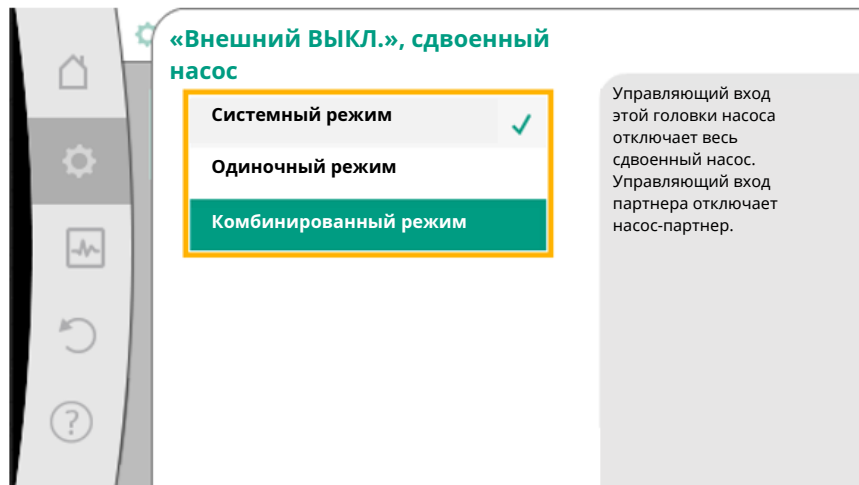 «Внешний ВЫКЛ.», сдвоенный
насос
Системный режим
Одиночный режим
Комбинированный режим
Управляющий вход
этой головки насоса
отключает весь
сдвоенный насос.
Управляющий вход
партнера отключает
насос-партнер.
?